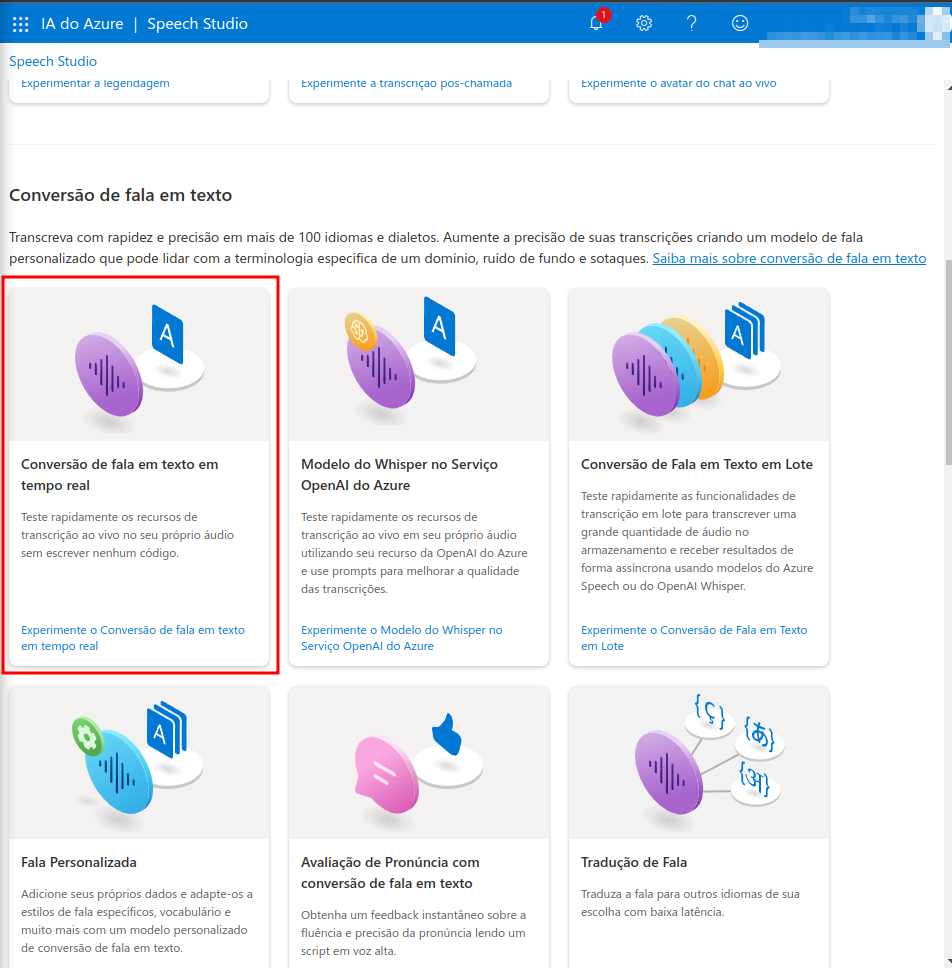 IA do Azure | Speech Studio
1
?
Speech Studio
Experimentar a legendagem
Experimente a transcrição pós-chamada
Experimente o avatar do chat ao vivo
Conversão de fala em texto
Transcreva com rapidez e precisão em mais de 100 idiomas e dialetos. Aumente a precisão de suas transcrições criando um modelo de fala
personalizado que pode lidar com a terminologia específica de um domínio, ruído de fundo e sotaques. Saiba mais sobre conversão de fala em texto
A
Conversão de fala em texto em
tempo real
Teste rapidamente os recursos de
transcrição ao vivo no seu próprio áudio
sem escrever nenhum código.
Experimente o Conversão de fala em texto
em tempo real
A
Modelo do Whisper no Serviço
OpenAI do Azure
Teste rapidamente os recursos de
transcrição ao vivo em seu próprio áudio
utilizando seu recurso da OpenAI do Azure
e use prompts para melhorar a qualidade
das transcrições.
Experimente o Modelo do Whisper no
Serviço OpenAI do Azure
A
Conversão de Fala em Texto em Lote
Teste rapidamente as funcionalidades de
transcrição em lote para transcrever uma
grande quantidade de áudio no
armazenamento e receber resultados de
forma assíncrona usando modelos do Azure
Speech ou do OpenAI Whisper.
Experimente o Conversão de Fala em Texto
em Lote
A
Fala Personalizada
Adicione seus próprios dados e adapte-os a
estilos de fala específicos, vocabulário e
muito mais com um modelo personalizado
de conversão de fala em texto.
Avaliação de Pronúncia com
conversão de fala em texto
Obtenha um feedback instantâneo sobre a
fluência e precisão da pronúncia lendo um
script em voz alta.
{ç}
{あ}
{अ}
Tradução de Fala
Traduza a fala para outros idiomas de sua
escolha com baixa latência.